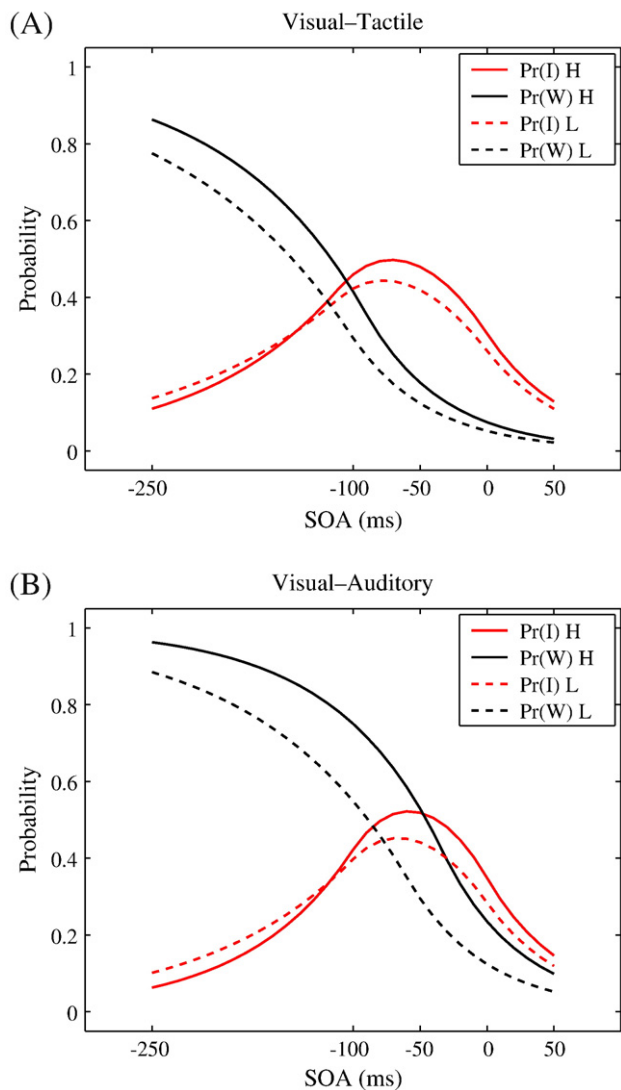 (A)
Visual–Tactile
1
0.8
0.6
0.4
0.2
0
Probability
Pr(I) H
Pr(W) H
Pr(I) L
Pr(W) L
-250
-100
-50
0
50
SOA (ms)
(B)
Visual–Auditory
1
0.8
0.6
0.4
0.2
0
Probability
Pr(I) H
Pr(W) H
Pr(I) L
Pr(W) L
-250
-100
-50
0
50
SOA (ms)